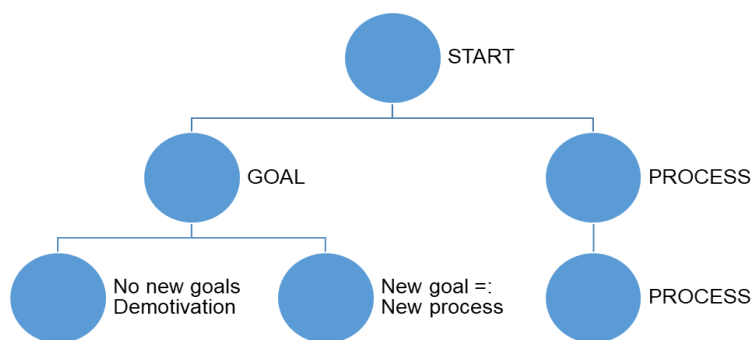 START
GOAL
PROCESS
No new goals
Demotivation
New goal =:
New process
PROCESS